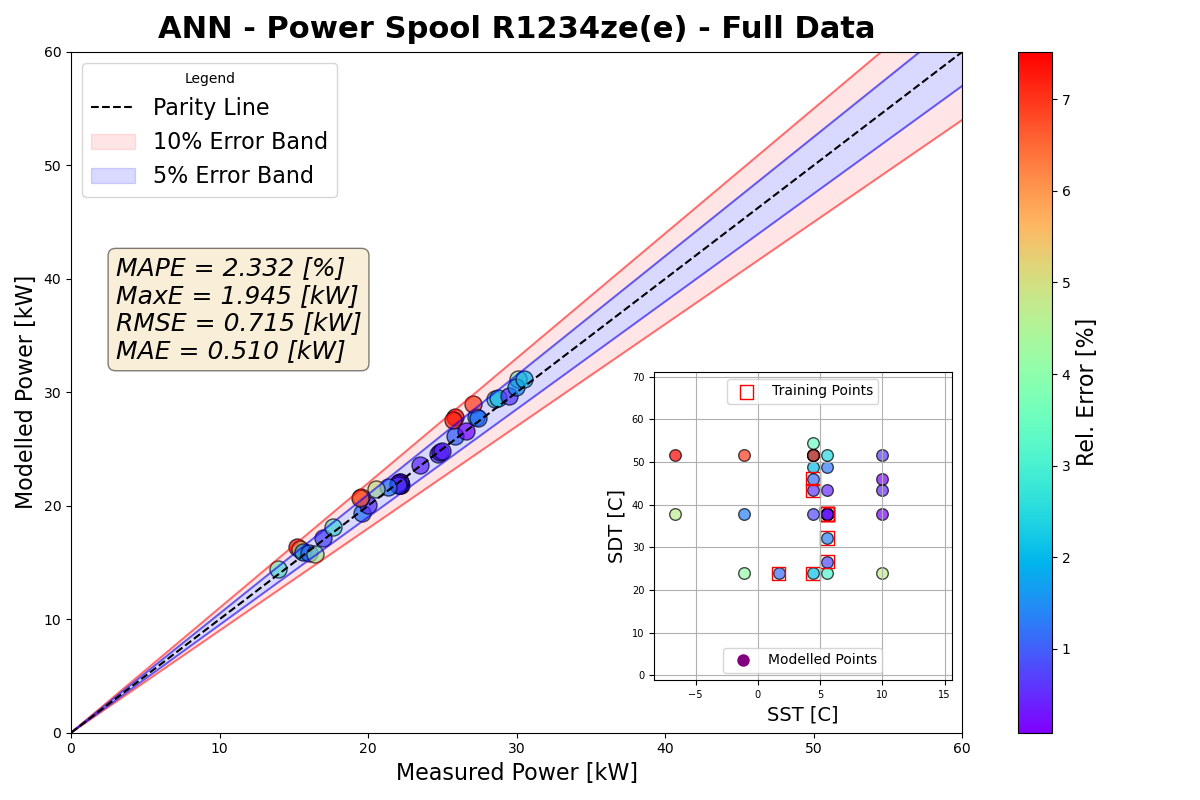 ANN - Power Spool R1234ze(e) - Full Data
Legend
Parity Line
10% Error Band
5% Error Band
MAPE = 2.332 [%]
MaxE = 1.945 [kW]
RMSE = 0.715 [kW]
MAE = 0.510 [kW]
Modelled Power [kW]
60
50
40
30
20
10
0
0 10 20 30 40 50 60
Measured Power [kW]
Training Points
Modelled Points
SDT [C]
70
60
50
40
30
20
10
0
−5 0 5 10 15
SST [C]
7
6
5
4
3
2
1
Rel. Error [%]